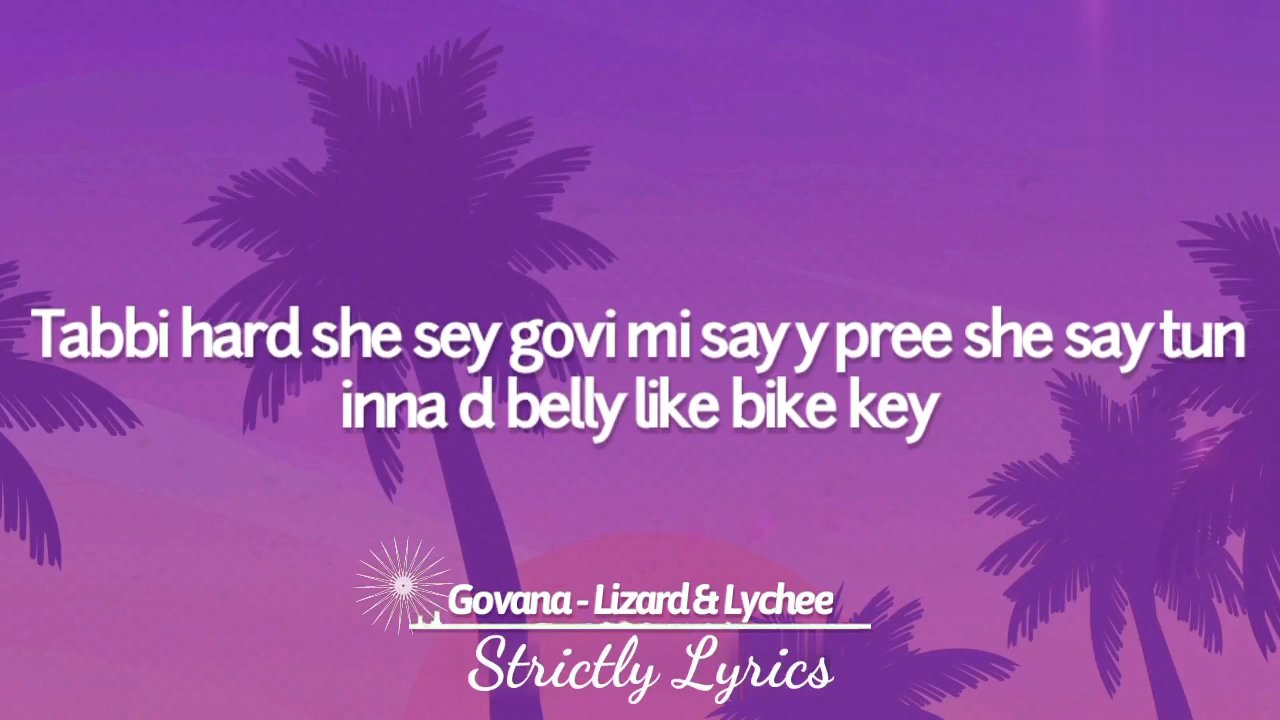 Tabbi hard she sey govi mi say y pree she say tun
inna d belly like bike key
Govana - Lizard & Lychee
Strictly Lyrics